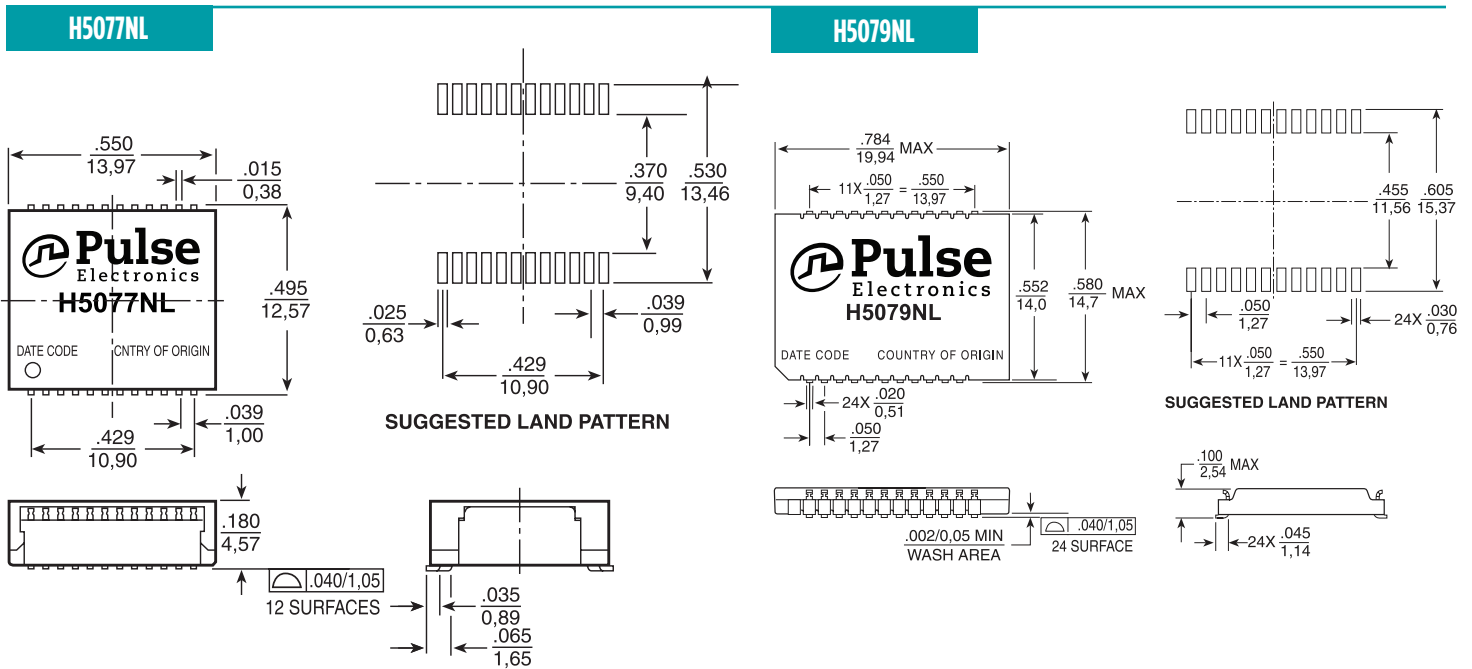 H5077NL
.550
13,97
.015
0,38
Pulse
Electronics
H5077NL
DATE CODE CNTRY OF ORIGIN
.495
12,57
.039
1,00
.429
10,90
.370
9,40
.530
13,46
.025
0,63
.039
0,99
.429
10,90
SUGGESTED LAND PATTERN
.180
4,57
.040/1,05
12 SURFACES
.035
0,89
.065
1,65
H5079NL
.784
19,94
MAX
11X .050 = .550
1,27 13,97
Pulse
Electronics
H5079NL
DATE CODE COUNTRY OF ORIGIN
.552
14,0
.580
14,7
MAX
24X .020
0,51
.050
1,27
.455
11,56
.605
15,37
.050
1,27
24X .030
0,76
11X .050 = .550
1,27 13,97
SUGGESTED LAND PATTERN
.002/0,05 MIN
WASH AREA
.040/1,05
24 SURFACE
.100
2,54
MAX
24X .045
1,14